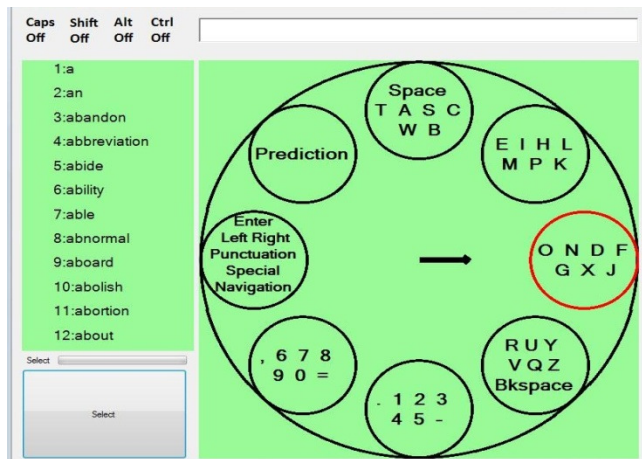 Caps Shift Alt Ctrl
Off Off Off Off
1:a
2:an
3:abandon
4:abbreviation
5:abide
6:ability
7:able
8:abnormal
9:aboard
10:abolish
11:abortion
12:about
Select
Select
Space
T A S C
W B
E I H L
M P K
O N D F
G X J
R U Y
V Q Z
Bkspace
. 1 2 3
4 5 -
, 6 7 8
9 0 =
Enter
Left Right
Punctuation
Special
Navigation
Prediction